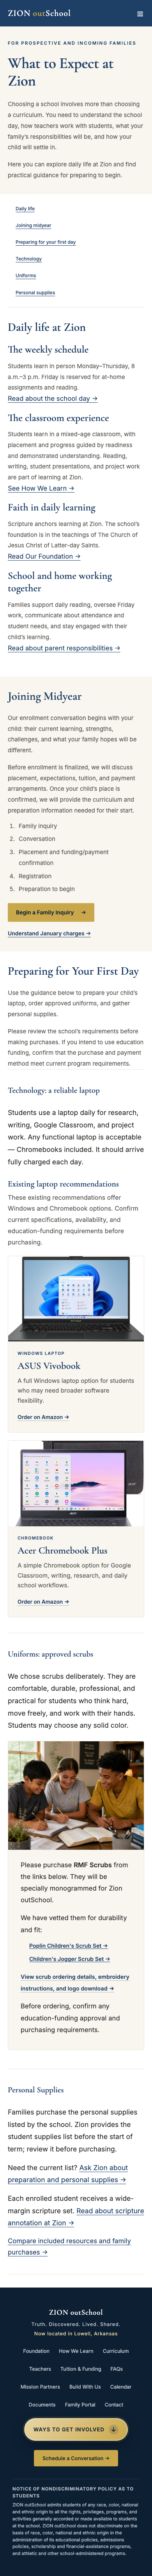 ZION outSchool
FOR PROSPECTIVE AND INCOMING FAMILIES
What to Expect at
Zion
Choosing a school involves more than choosing
a curriculum. You need to understand the school
day, how teachers work with students, what your
family's responsibilities will be, and how your
child will settle in.
Here you can explore daily life at Zion and find
practical guidance for preparing to begin.
Daily life
Joining midyear
Preparing for your first day
Technology
Uniforms
Personal supplies
Daily life at Zion
The weekly schedule
Students learn in person Monday–Thursday, 8
a.m.–3 p.m. Friday is reserved for at-home
assignments and reading.
Read about the school day →
The classroom experience
Students learn in a mixed-age classroom, with
placement and progress guided by readiness
and demonstrated understanding. Reading,
writing, presentations, science, and project work
are part of learning at Zion.
See How We Learn →
Faith in daily learning
Scripture supports learning at Zion. The school's
foundation is in the teachings of The Church of
Jesus Christ of Latter-day Saints.
Read Our Foundation →
School and home working
together
Families support daily reading, oversee Friday
work, communicate about attendance and
student needs, and stay engaged with their
child's learning.
Read about parent responsibilities →
Joining Midyear
Our enrollment conversation begins with your
child: their current learning, strengths,
challenges, and what your family hopes will be
different.
Before enrollment is finalized, we will discuss
placement, expectations, tuition, and payment
arrangements. Once your child's place is
confirmed, we will provide the curriculum and
preparation information needed for their start.
1. Family inquiry
2. Conversation
3. Placement and funding/payment
confirmation
4. Registration
5. Preparation to begin
Begin a Family Inquiry →
Understand January charges →
Preparing for Your First Day
Use the guidance below to prepare your child's
laptop, order approved uniforms, and gather
personal supplies.
Please review the school's requirements before
making purchases. If you intend to use education
funding, confirm that the purchase and payment
method meet current program requirements.
Technology: a reliable laptop
Students use a laptop daily for research,
writing, Google Classroom, and project
work. Any functional laptop is acceptable
— Chromebooks included. It should arrive
fully charged each day.
Existing laptop recommendations
These existing recommendations offer
Windows and Chromebook options. Confirm
current specifications, availability, and
education-funding requirements before
purchasing.
WINDOWS LAPTOP
ASUS Vivobook
A full Windows laptop option for students
who may need broader software
flexibility.
Order on Amazon →
acer
CHROMEBOOK
Acer Chromebook Plus
A simple Chromebook option for Google
Classroom, writing, research, and daily
school workflows.
Order on Amazon →
Uniforms: approved scrubs
We chose scrubs deliberately. They are
comfortable, durable, professional, and
practical for students who think hard,
move freely, and work with their hands.
Students may choose any solid color.
Please purchase RMF Scrubs from
the links below. They will be
specially monogrammed for Zion
outSchool.
We have vetted them for durability
and fit:
Poplin Children's Scrub Set →
Children's Jogger Scrub Set →
View scrub ordering details, embroidery
instructions, and logo download →
Before ordering, confirm any
education-funding approval and
purchasing requirements.
Personal Supplies
Families purchase the personal supplies
listed by the school. Zion provides the
student supplies list before the start of
term; review it before purchasing.
Need the current list? Ask Zion about
preparation and personal supplies →
Each enrolled student receives a wide-
margin scripture set. Read about scripture
annotation at Zion →
Compare included resources and family
purchases →
ZION outSchool
Truth. Discovered. Lived. Shared.
Now located in Lowell, Arkansas
Foundation How We Learn Curriculum
Teachers Tuition & Funding FAQs
Mission Partners Build With Us Calendar
Documents Family Portal Contact
WAYS TO GET INVOLVED ↓
Schedule a Conversation →
NOTICE OF NONDISCRIMINATORY POLICY AS TO
STUDENTS
ZION outSchool admits students of any race, color, national
and ethnic origin to all the rights, privileges, programs, and
activities generally accorded or made available to students
at the school. ZION outSchool does not discriminate on the
basis of race, color, national and ethnic origin in the
administration of its educational policies, admissions
policies, scholarship and financial-assistance programs,
and athletic and other school-administered programs.